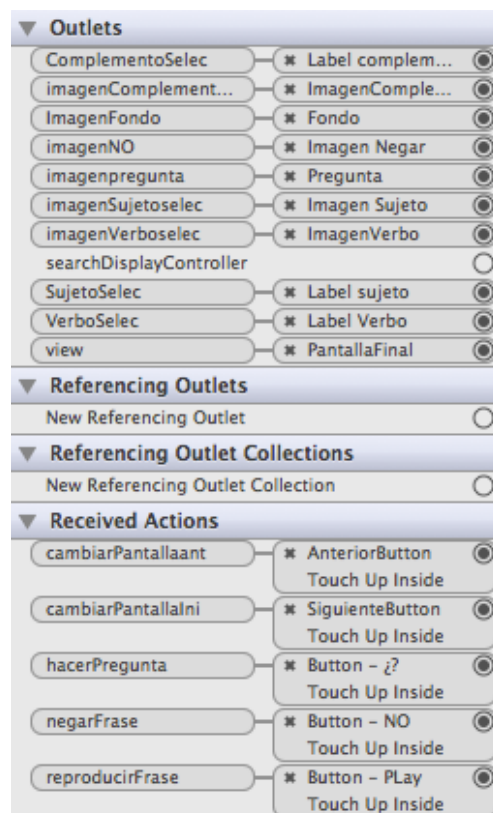 Outlets
ComplementoSelec Label complem...
imagenComplement... ImagenComple...
ImagenFondo Fondo
imagenNO Imagen Negar
imagenpregunta Pregunta
imagenSujetoselec Imagen Sujeto
imagenVerboselec ImagenVerbo
searchDisplayController
SujetoSelec Label sujeto
VerboSelec Label Verbo
view PantallaFinal
Referencing Outlets
New Referencing Outlet
Referencing Outlet Collections
New Referencing Outlet Collection
Received Actions
cambiarPantallaant AnteriorButton
Touch Up Inside
cambiarPantallaIni SiguienteButton
Touch Up Inside
hacerPregunta Button - ¿?
Touch Up Inside
negarFrase Button - NO
Touch Up Inside
reproducirFrase Button - PLay
Touch Up Inside